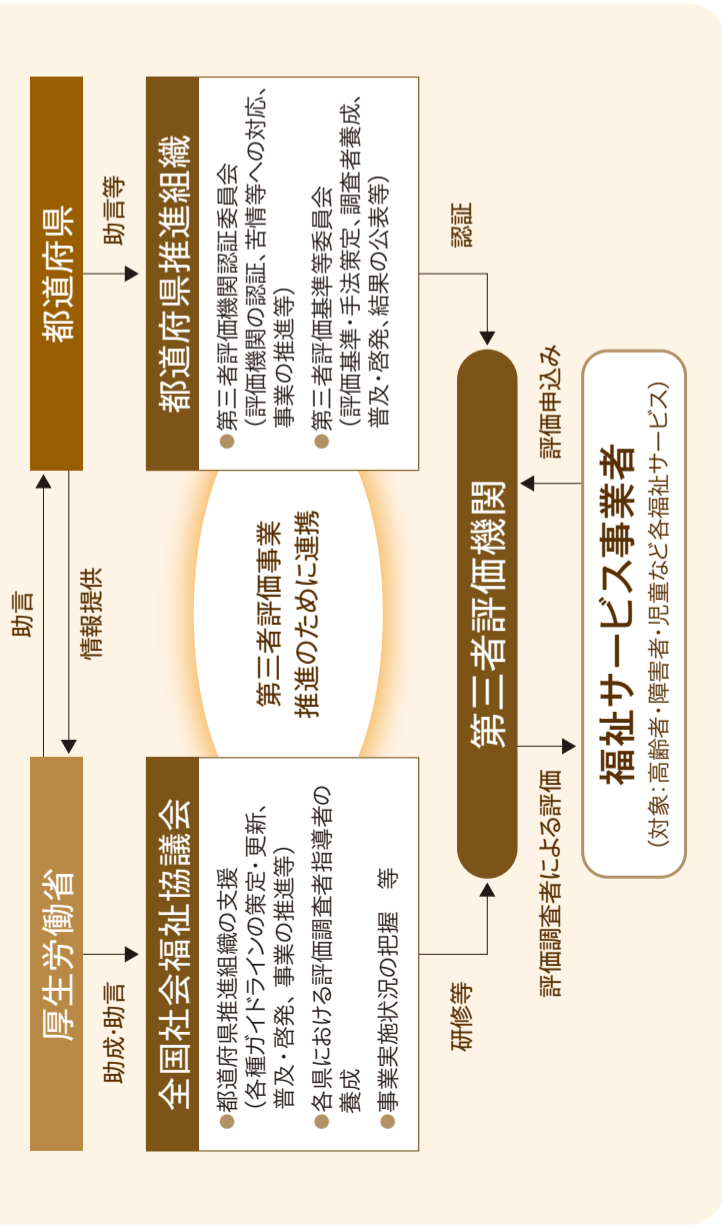 厚生労働省
助言
情報提供
都道府県
助成・助言
助言等
全国社会福祉協議会
●都道府県推進組織の支援
（各種ガイドラインの策定・更新、
普及・啓発、事業の推進等）
●各県における評価調査者指導者の
養成
●事業実施状況の把握　等
第三者評価事業
推進のために連携
都道府県推進組織
●第三者評価機関認証委員会
（評価機関の認証、苦情等への対応、
事業の推進等）
●第三者評価基準等委員会
（評価基準・手法策定、調査者養成、
普及・啓発、結果の公表等）
研修等
認証
第三者評価機関
評価調査者による評価
評価申込み
福祉サービス事業者
（対象：高齢者・障害者・児童など各福祉サービス）